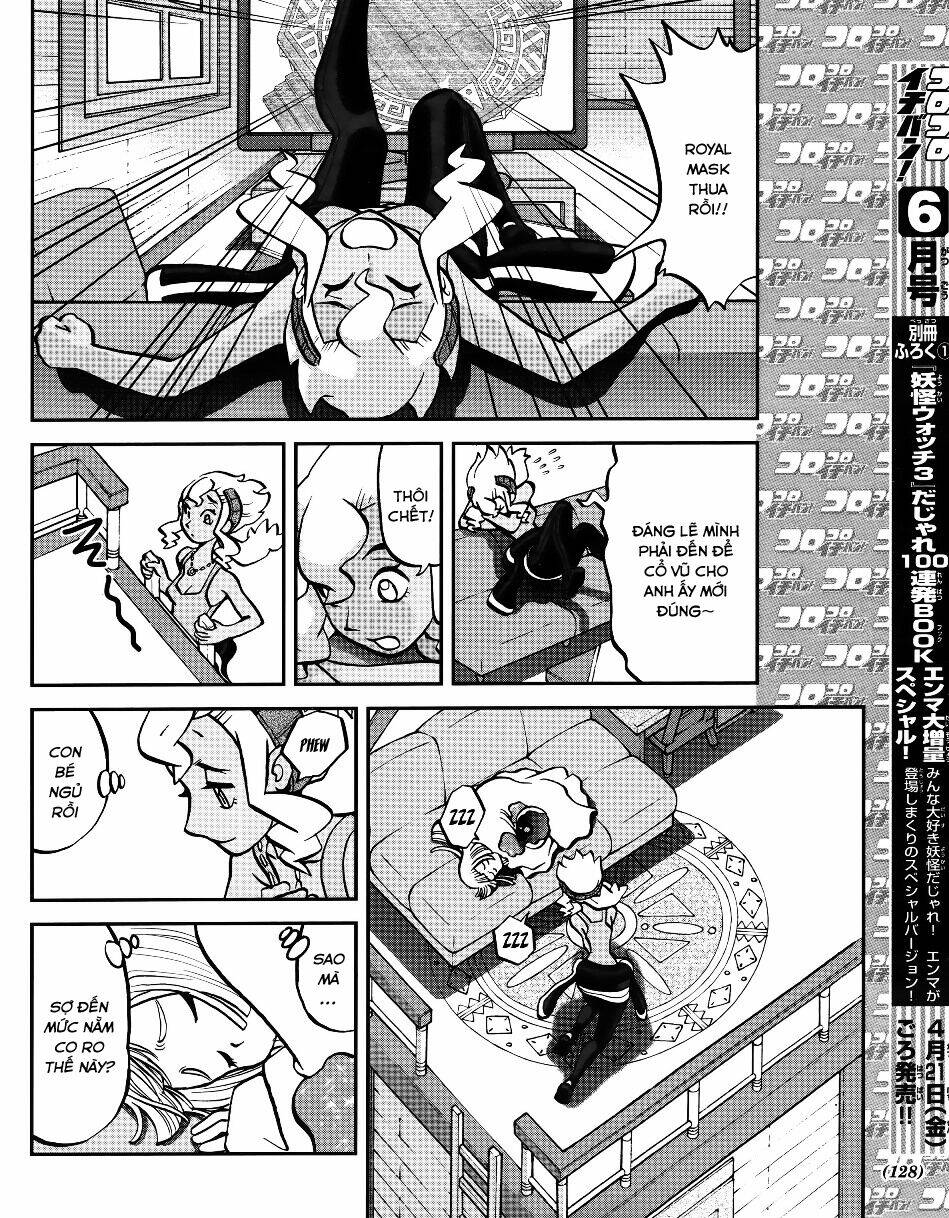 ROYAL
MASK
THUA
RỒI!!
ĐÁNG LẼ MÌNH
PHẢI ĐẾN ĐỂ
CỔ VŨ CHO
ANH ẤY MỚI
ĐÚNG~
THÔI
CHẾT!
PHEW
CON
BÉ
NGỦ
RỒI
ZZZ
ZZZ
SAO
MÀ
...
SỢ ĐẾN
MỨC NẰM
CO RO
THẾ NÀY?
コロコロ
イチバン!
6月号
別冊
ふろく①
『妖怪ウォッチ3』だじゃれ100連発BOOK
エンマ大増量
スペシャル!
みんな大好き妖怪だじゃれ! エンマが
登場しまくりのスペシャルバージョン!
4月21日(金)
ごろ発売!!
(128)